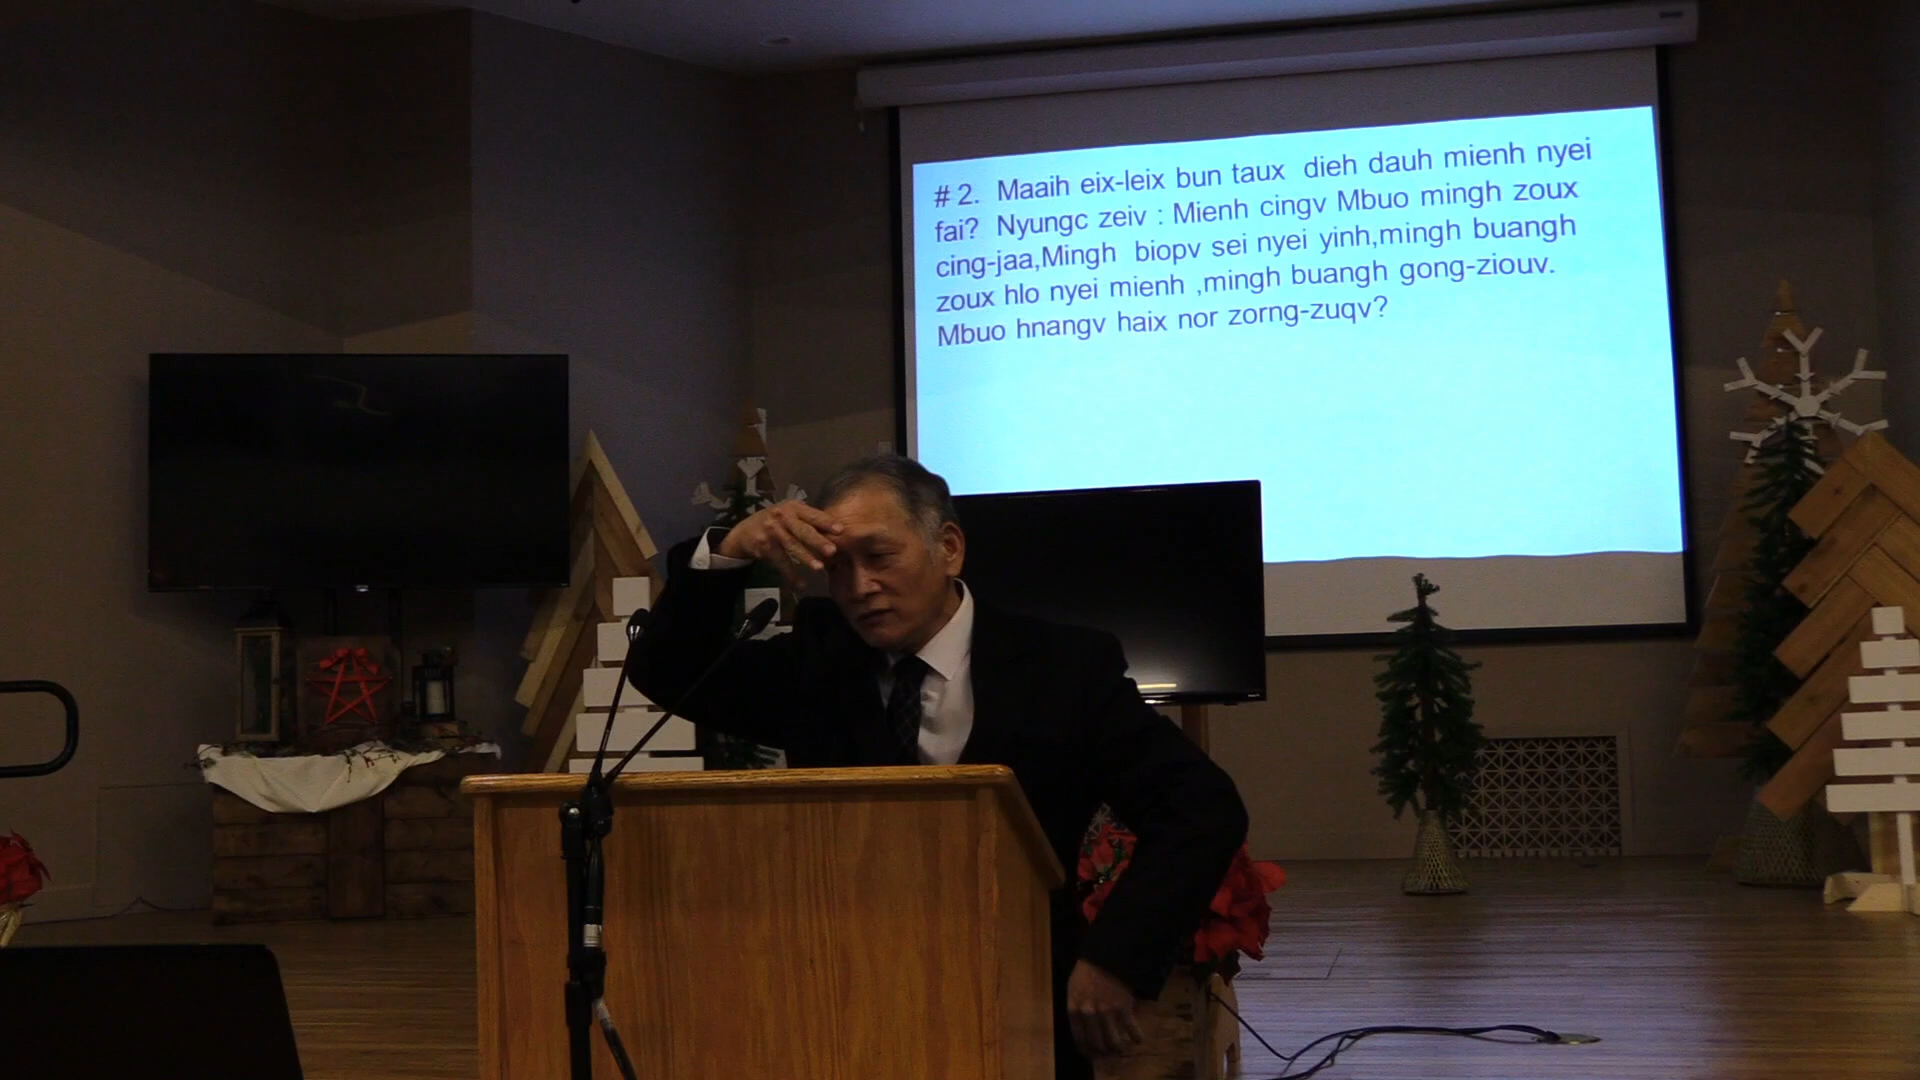 # 2. Maaih eix-leix bun taux dieh dauh mienh nyei
fai? Nyungc zeiv : Mienh cingv Mbuo mingh zoux
cing-jaa,Mingh biopv sei nyei yinh,mingh buangh
zoux hlo nyei mienh ,mingh buangh gong-ziouv.
Mbuo hnangv haix nor zorng-zuqv?